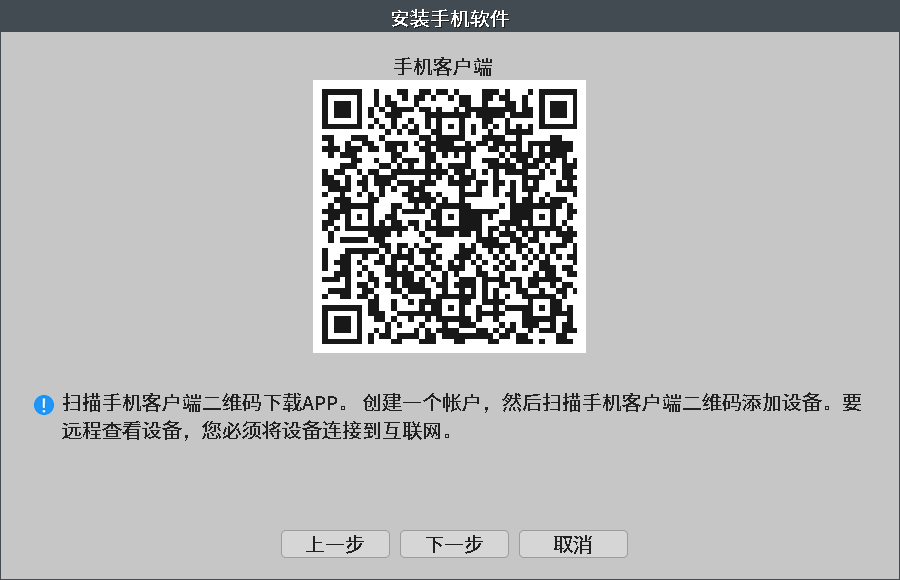 安装手机软件
手机客户端
扫描手机客户端二维码下载APP。 创建一个帐户，然后扫描手机客户端二维码添加设备。要
远程查看设备，您必须将设备连接到互联网。
上一步
下一步
取消